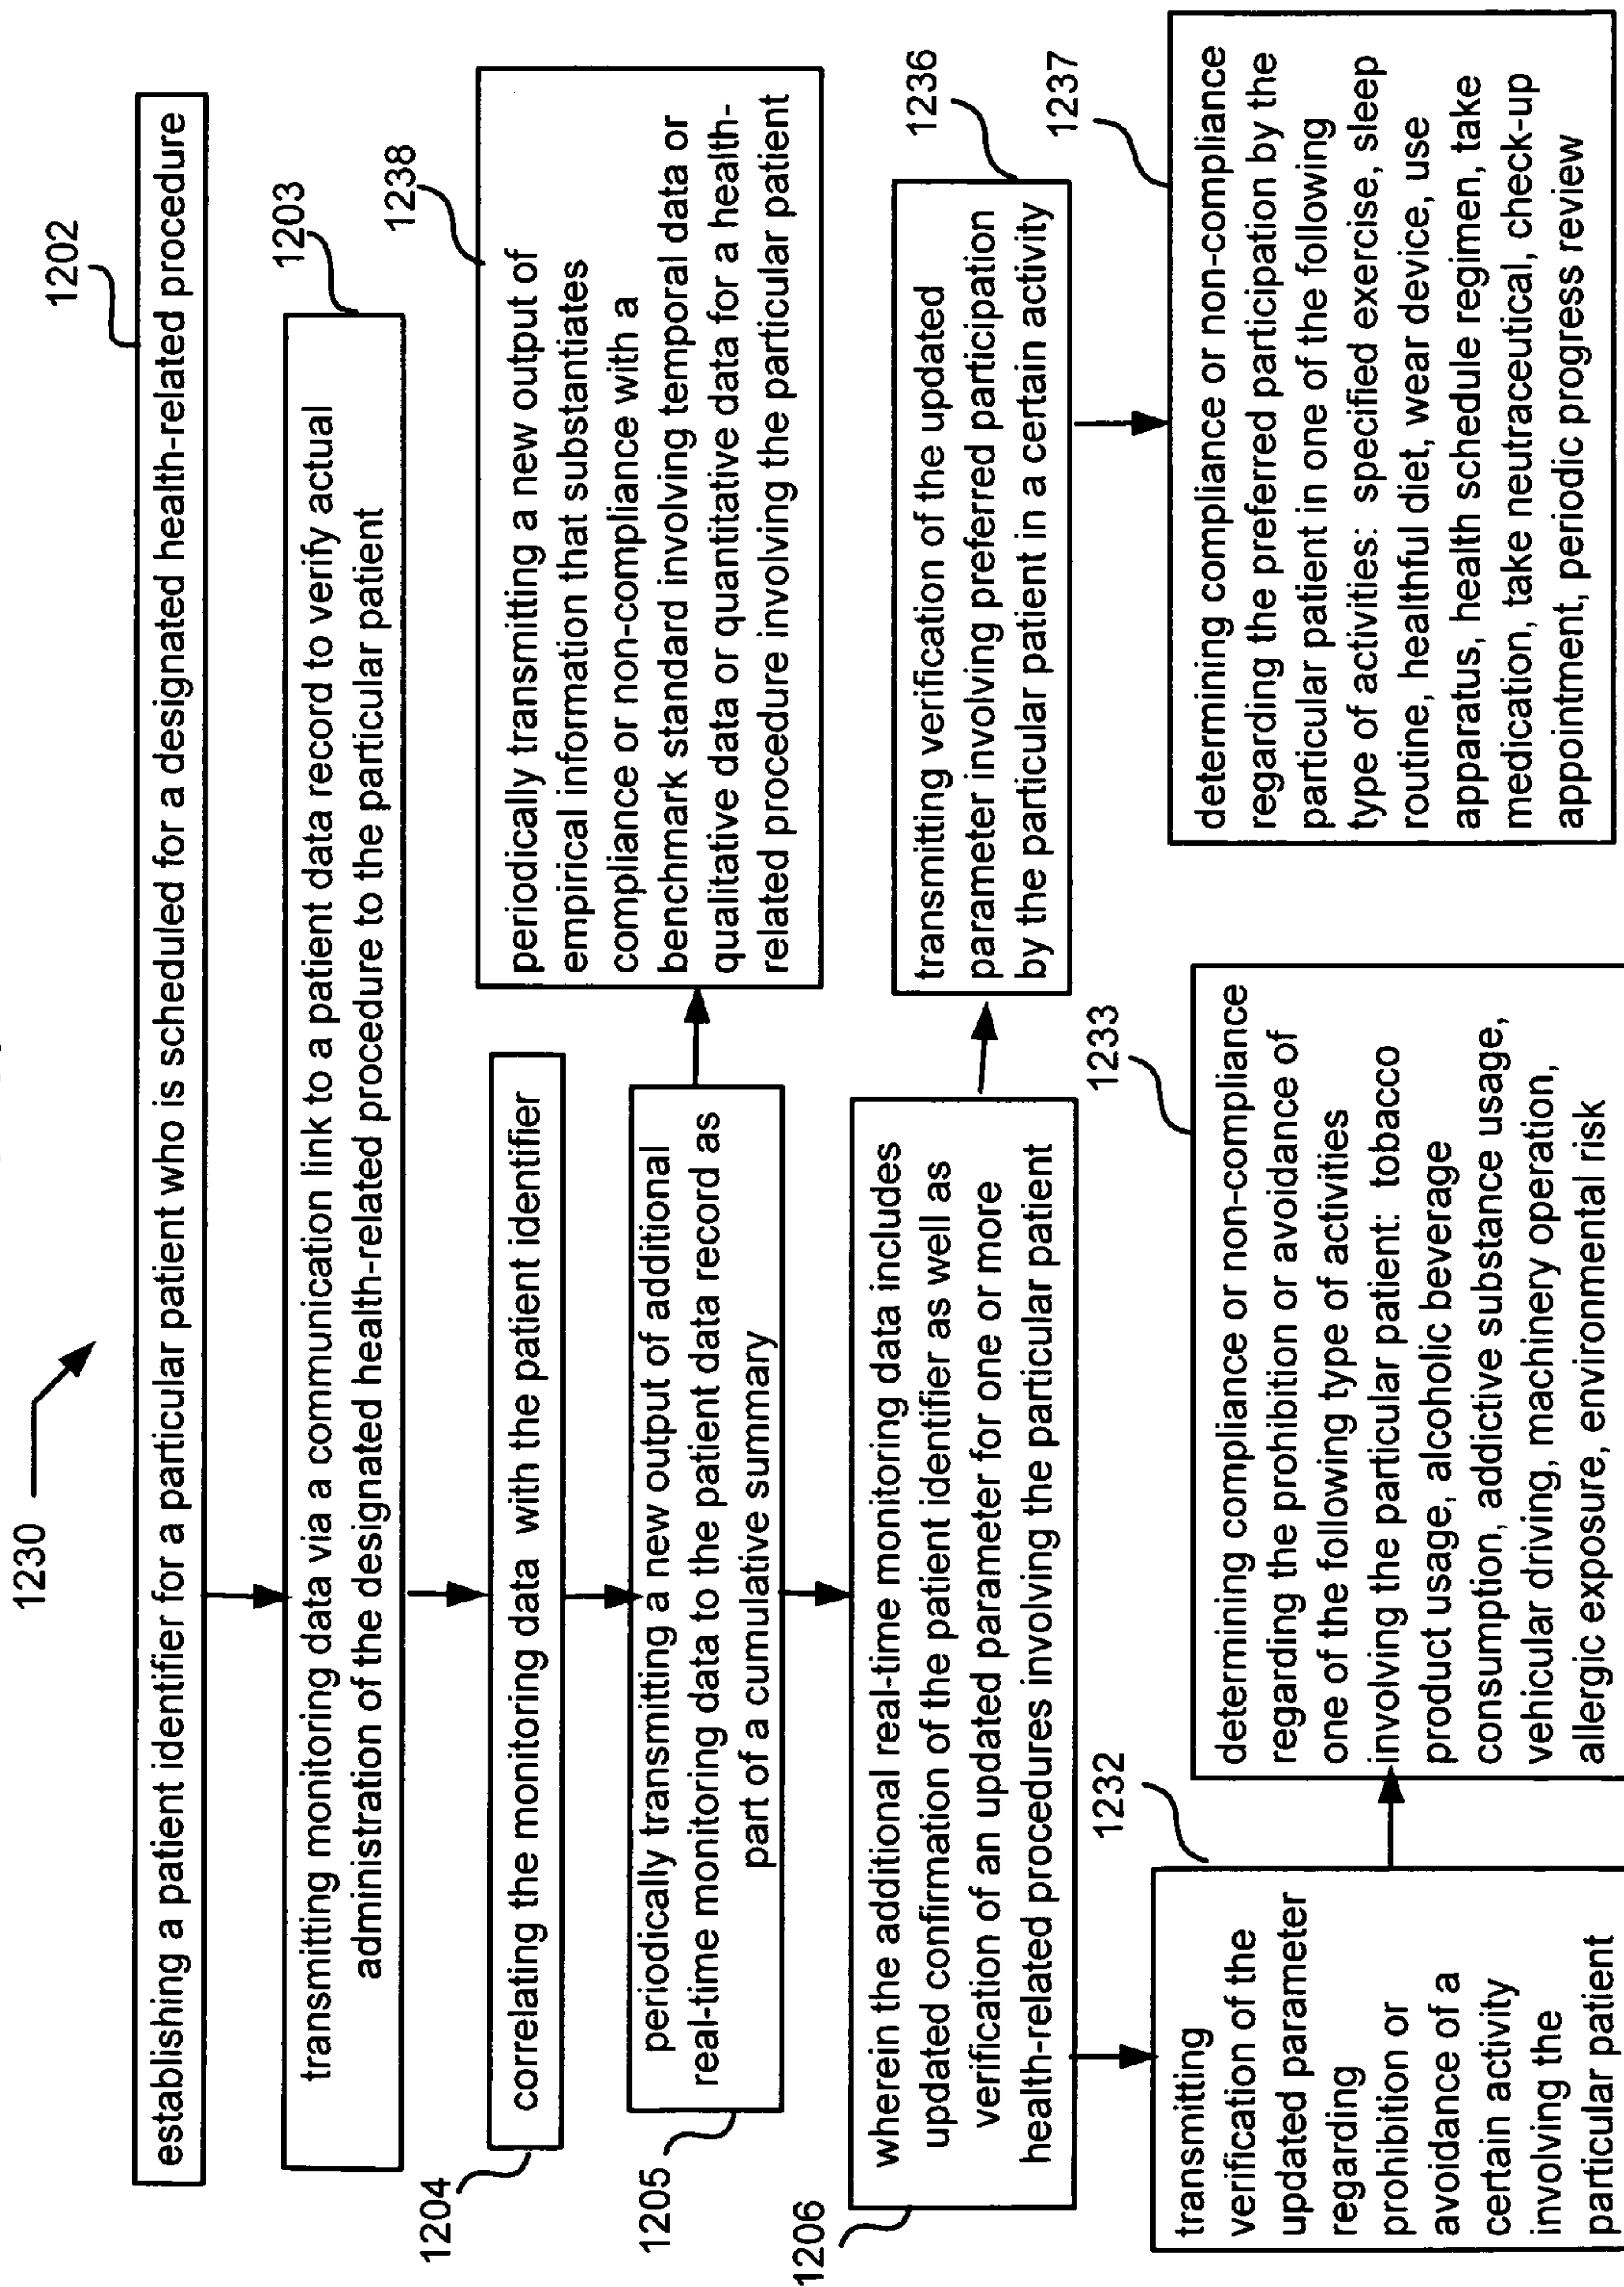 1230
1202
establishing a patient identifier for a particular patient who is scheduled for a designated health-related procedure
1203
transmitting monitoring data via a communication link to a patient data record to verify actual
administration of the designated health-related procedure to the particular patient
1204
correlating the monitoring data with the patient identifier
1238
periodically transmitting a new output of
empirical information that substantiates
compliance or non-compliance with a
benchmark standard involving temporal data or
qualitative data or quantitative data for a health-
related procedure involving the particular patient
1205
periodically transmitting a new output of additional
real-time monitoring data to the patient data record as
part of a cumulative summary
1206
wherein the additional real-time monitoring data includes
updated confirmation of the patient identifier as well as
verification of an updated parameter for one or more
health-related procedures involving the particular patient
1236
transmitting verification of the updated
parameter involving preferred participation
by the particular patient in a certain activity
1232
transmitting
verification of the
updated parameter
regarding
prohibition or
avoidance of a
certain activity
involving the
particular patient
1233
determining compliance or non-compliance
regarding the prohibition or avoidance of
one of the following type of activities
involving the particular patient: tobacco
product usage, alcoholic beverage
consumption, addictive substance usage,
vehicular driving, machinery operation,
allergic exposure, environmental risk
1237
determining compliance or non-compliance
regarding the preferred participation by the
particular patient in one of the following
type of activities: specified exercise, sleep
routine, healthful diet, wear device, use
apparatus, health schedule regimen, take
medication, take neutraceutical, check-up
appointment, periodic progress review